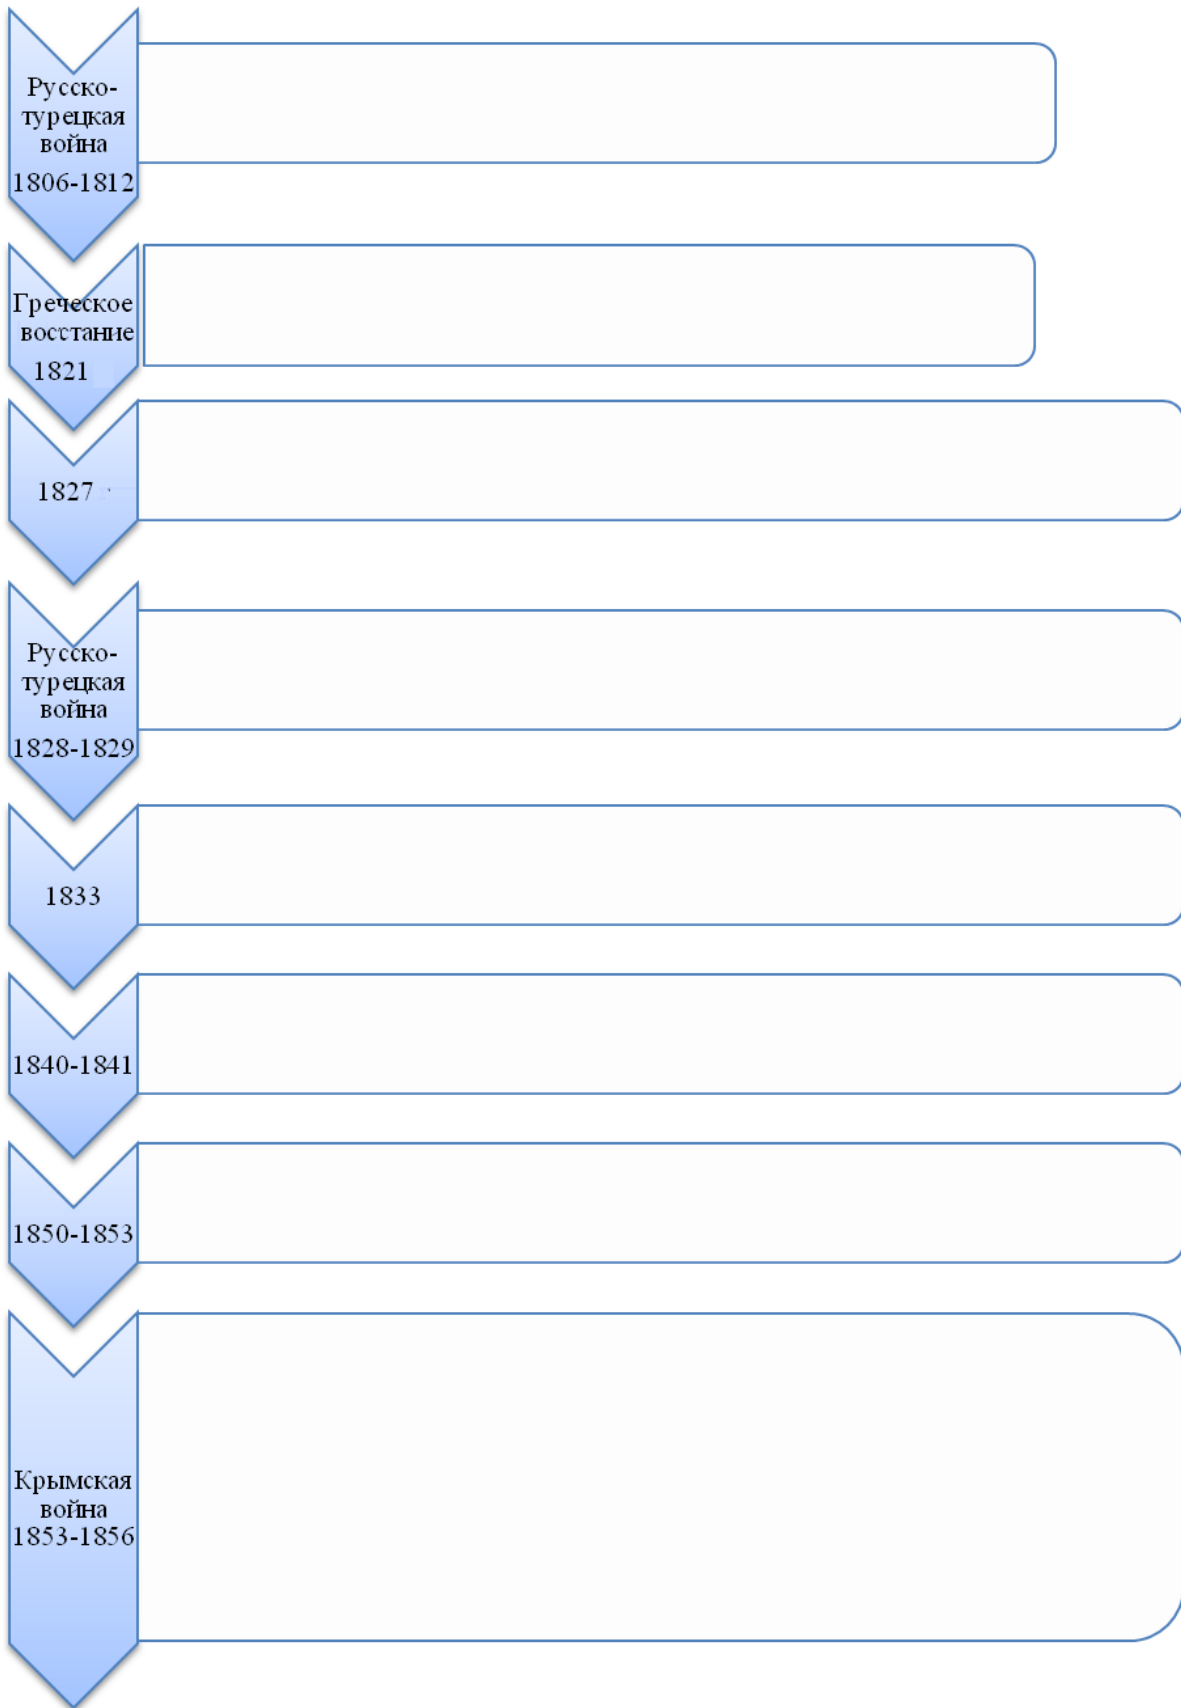 Русско-
турецкая
война
1806-1812
Греческое
восстание
1821
1827
Русско-
турецкая
война
1828-1829
1833
1840-1841
1850-1853
Крымская
война
1853-1856